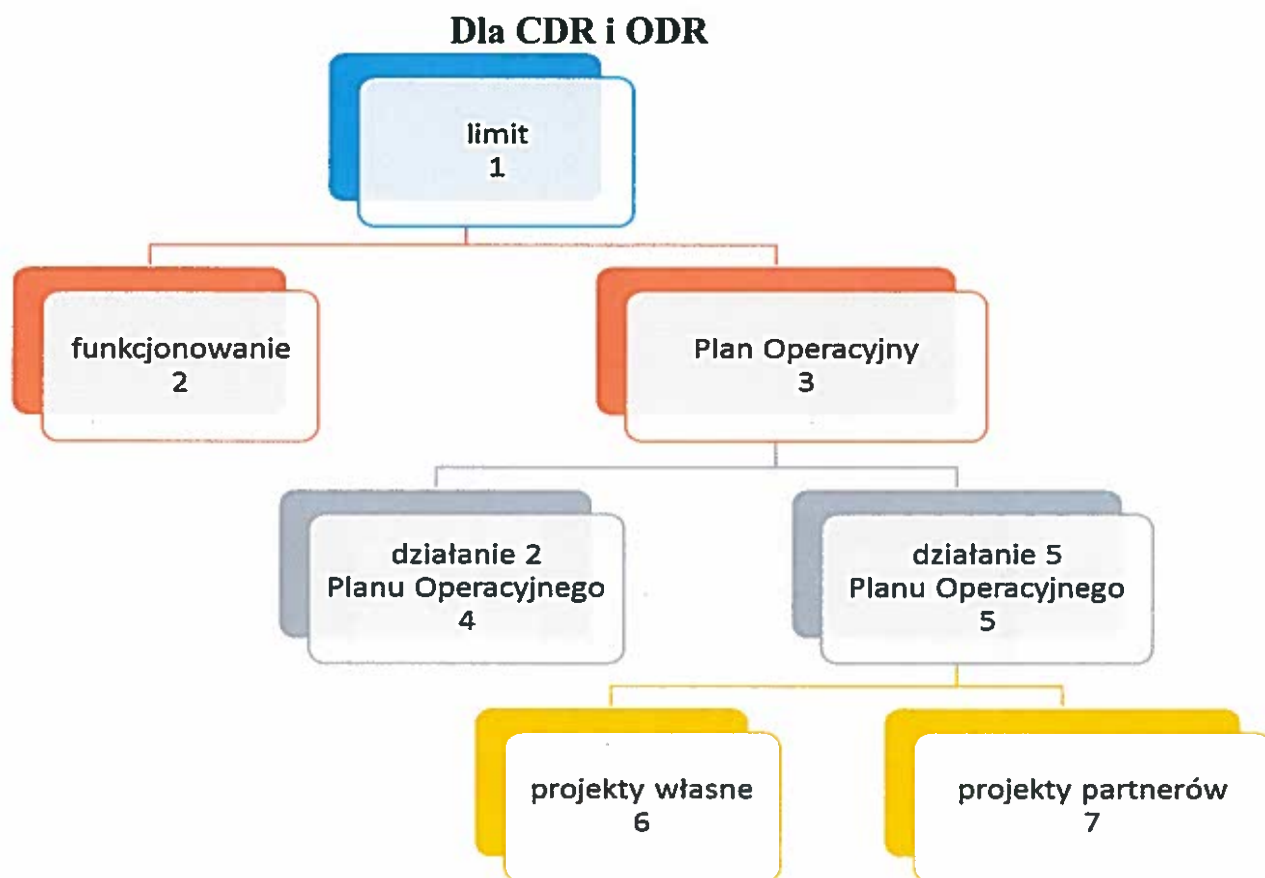 Dla CDR i ODR
limit
1
funkcjonowanie
2
Plan Operacyjny
3
działanie 2
Planu Operacyjnego
4
działanie 5
Planu Operacyjnego
5
projekty własne
6
projekty partnerów
7